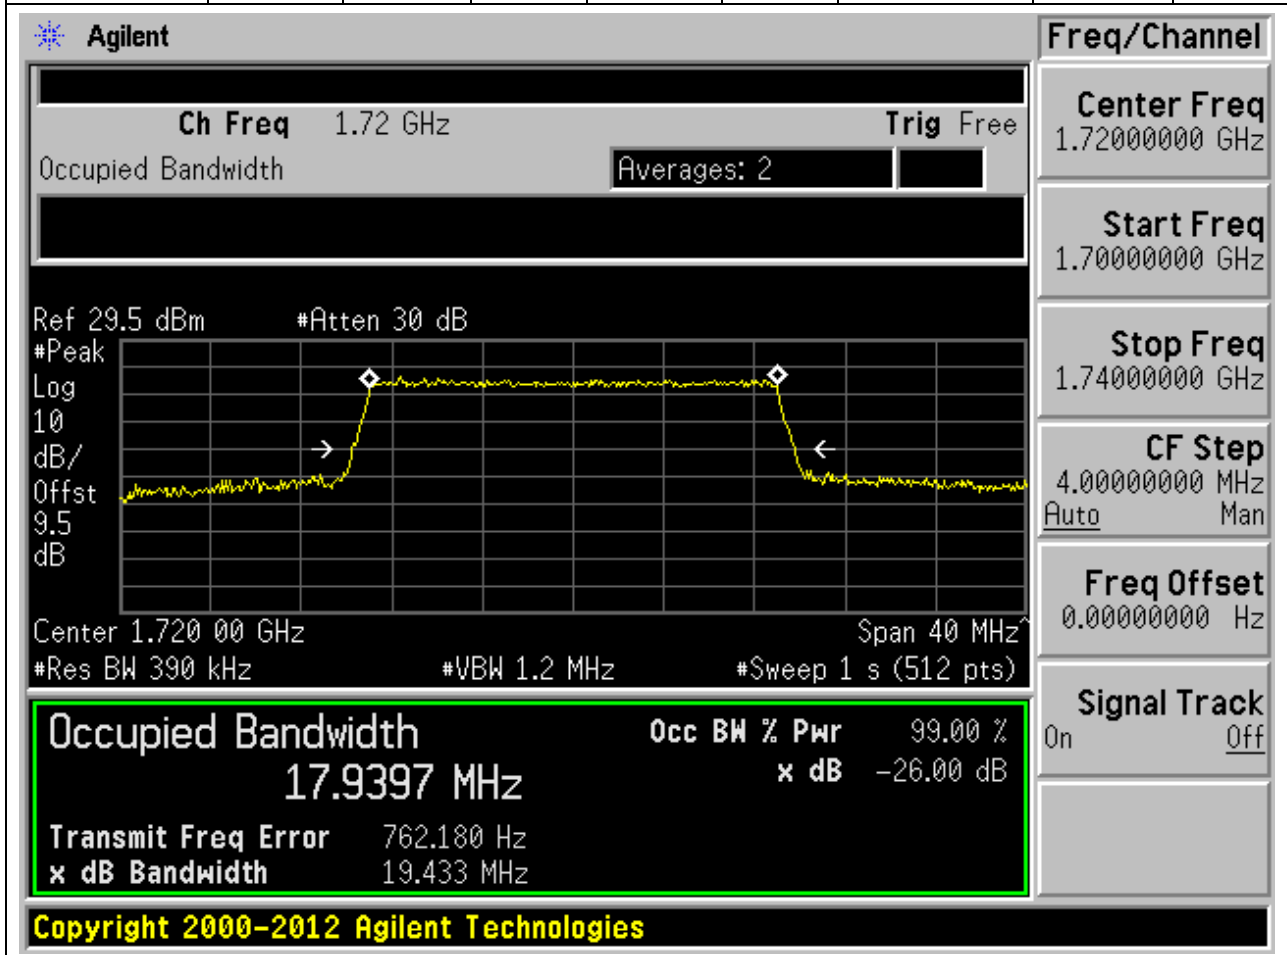 Agilent
Freq/Channel
Ch Freq 1.72 GHz Trig Free
Occupied Bandwidth Averages: 2
Center Freq
1.72000000 GHz
Start Freq
1.70000000 GHz
Stop Freq
1.74000000 GHz
CF Step
4.00000000 MHz
Auto Man
Freq Offset
0.00000000 Hz
Signal Track
On Off
Ref 29.5 dBm #Atten 30 dB
#Peak
Log
10
dB/
Offst
9.5
dB
Center 1.720 00 GHz Span 40 MHz^
#Res BW 390 kHz #VBW 1.2 MHz #Sweep 1 s (512 pts)
Occupied Bandwidth
17.9397 MHz
Occ BW % Pwr 99.00 %
x dB -26.00 dB
Transmit Freq Error 762.180 Hz
x dB Bandwidth 19.433 MHz
Copyright 2000-2012 Agilent Technologies